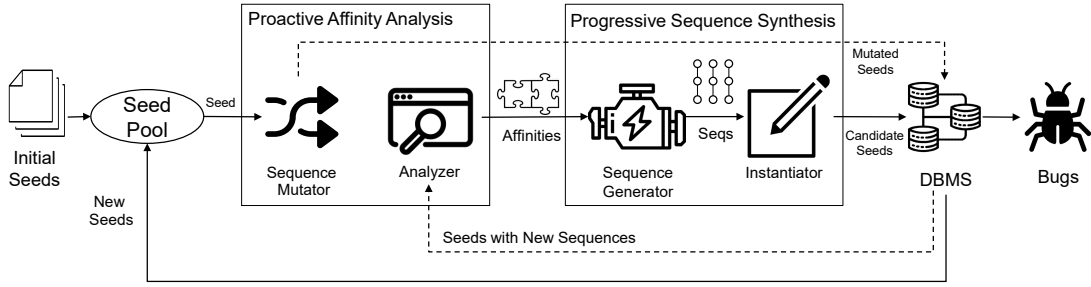 Proactive Affinity Analysis
Progressive Sequence Synthesis
Initial
Seeds
Seed
Pool
Seed
Sequence
Mutator
Analyzer
Affinities
Sequence
Generator
Seqs
Instantiator
Mutated
Seeds
Candidate
Seeds
DBMS
Bugs
New
Seeds
Seeds with New Sequences